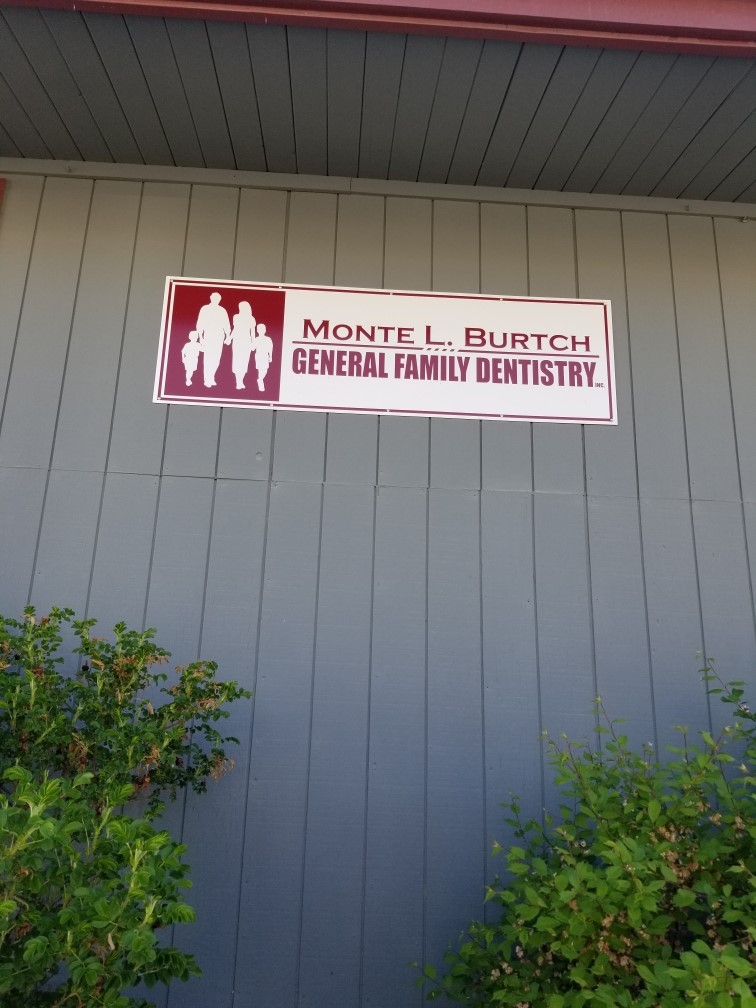 MONTE L. BURTCH
GENERAL FAMILY DENTISTRY INC.